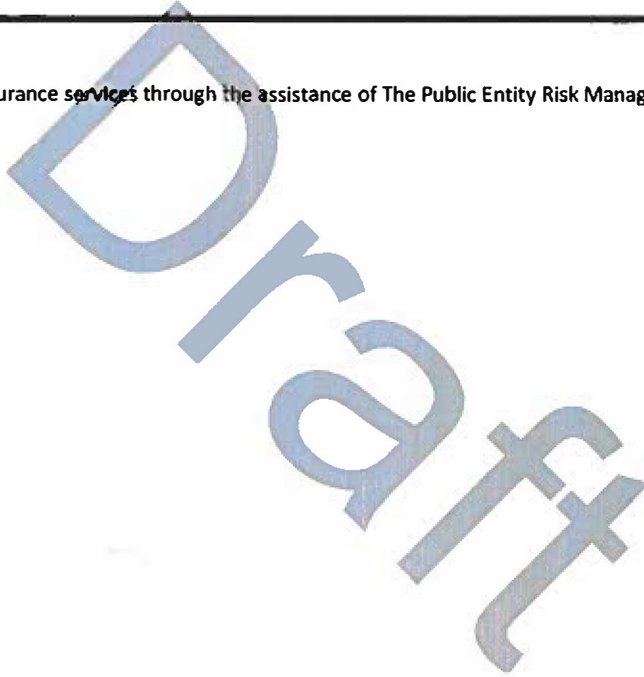 urance services through the assistance of The Public Entity Risk Manag
Draft